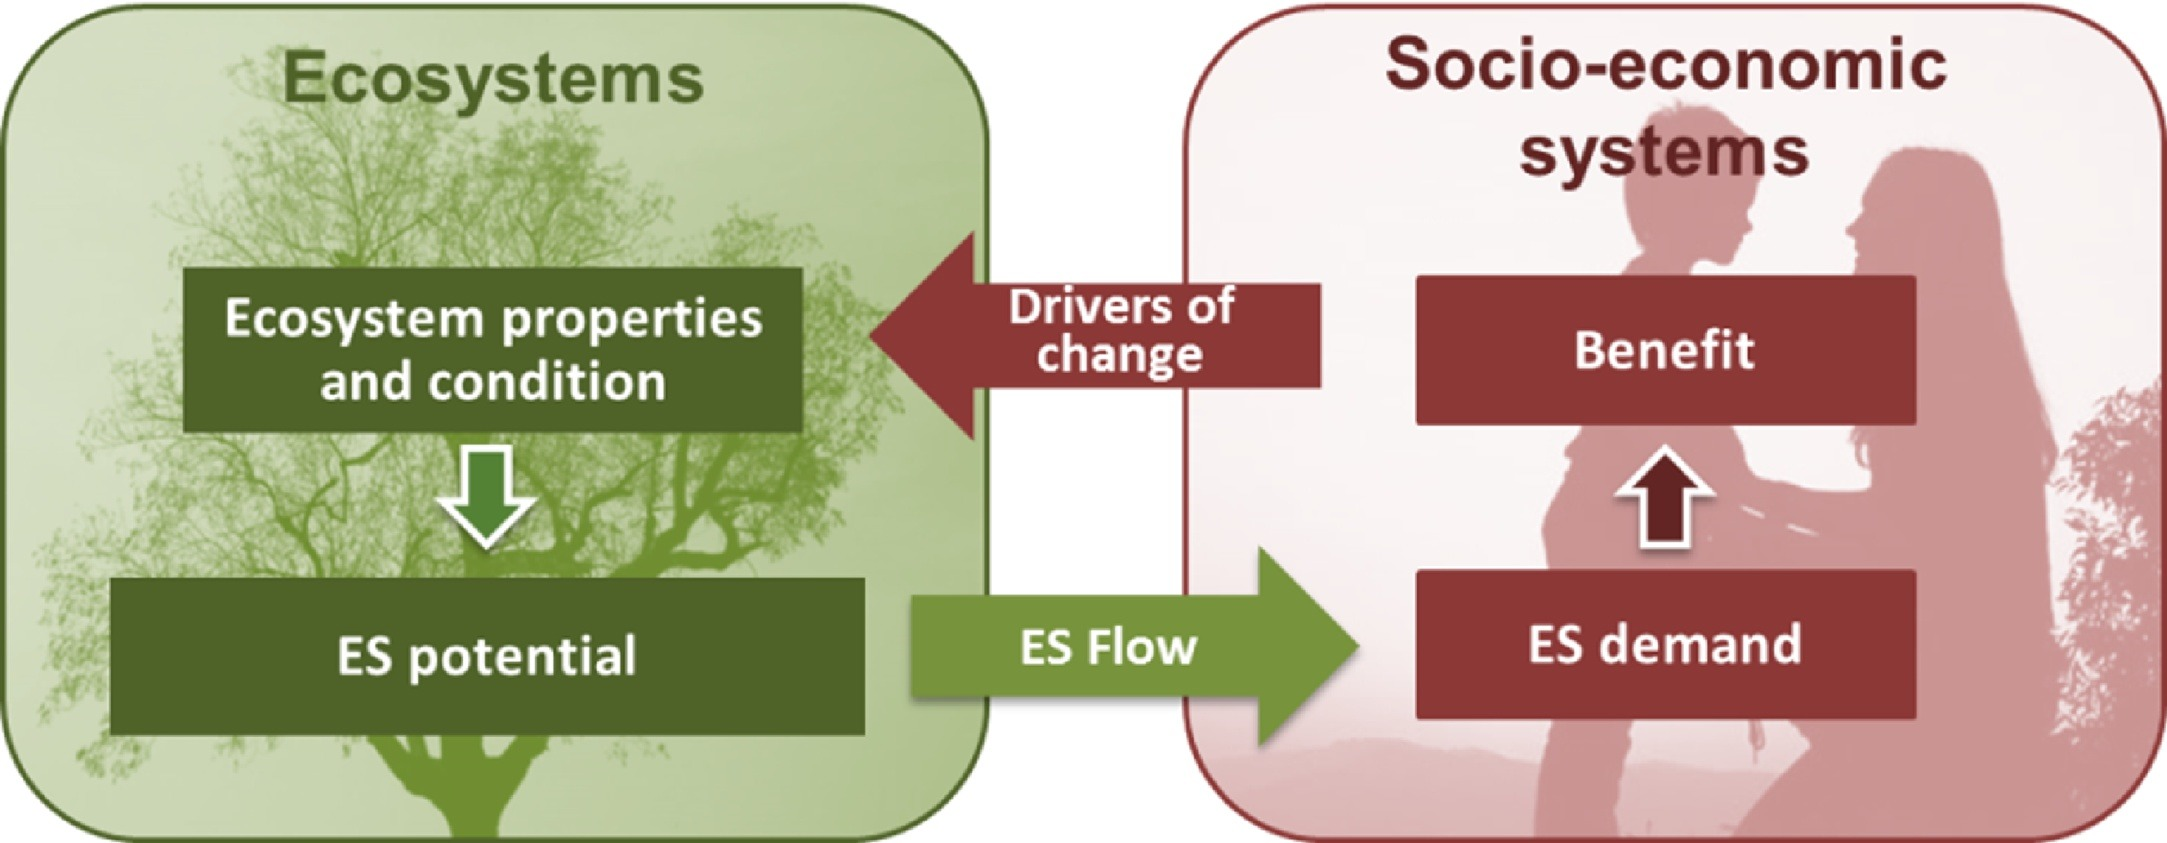 Ecosystems
Ecosystem properties
and condition
ES potential
Drivers of
change
ES Flow
Socio-economic
systems
Benefit
ES demand